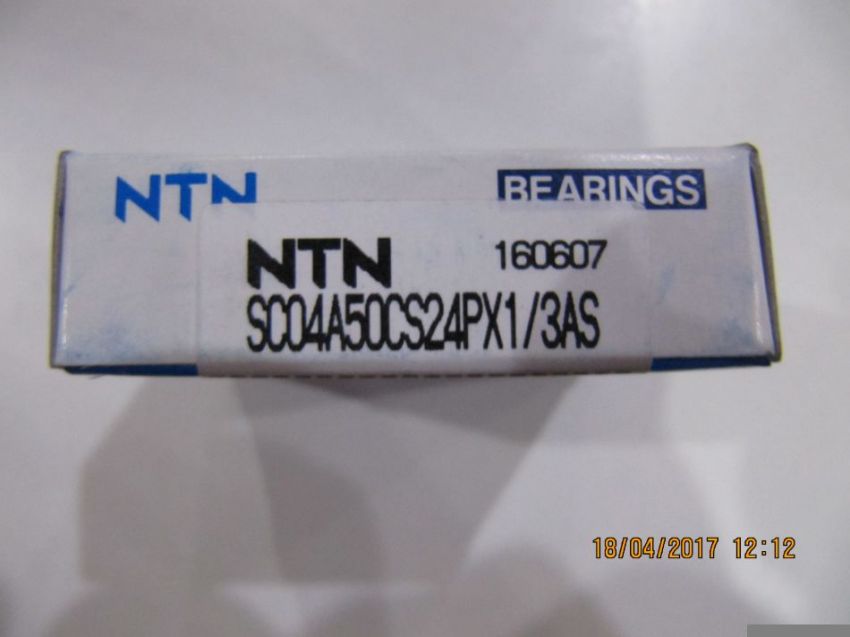 NTN BEARINGS
NTN 160607
SC04A50CS24PX1/3AS
18/04/2017 12:12